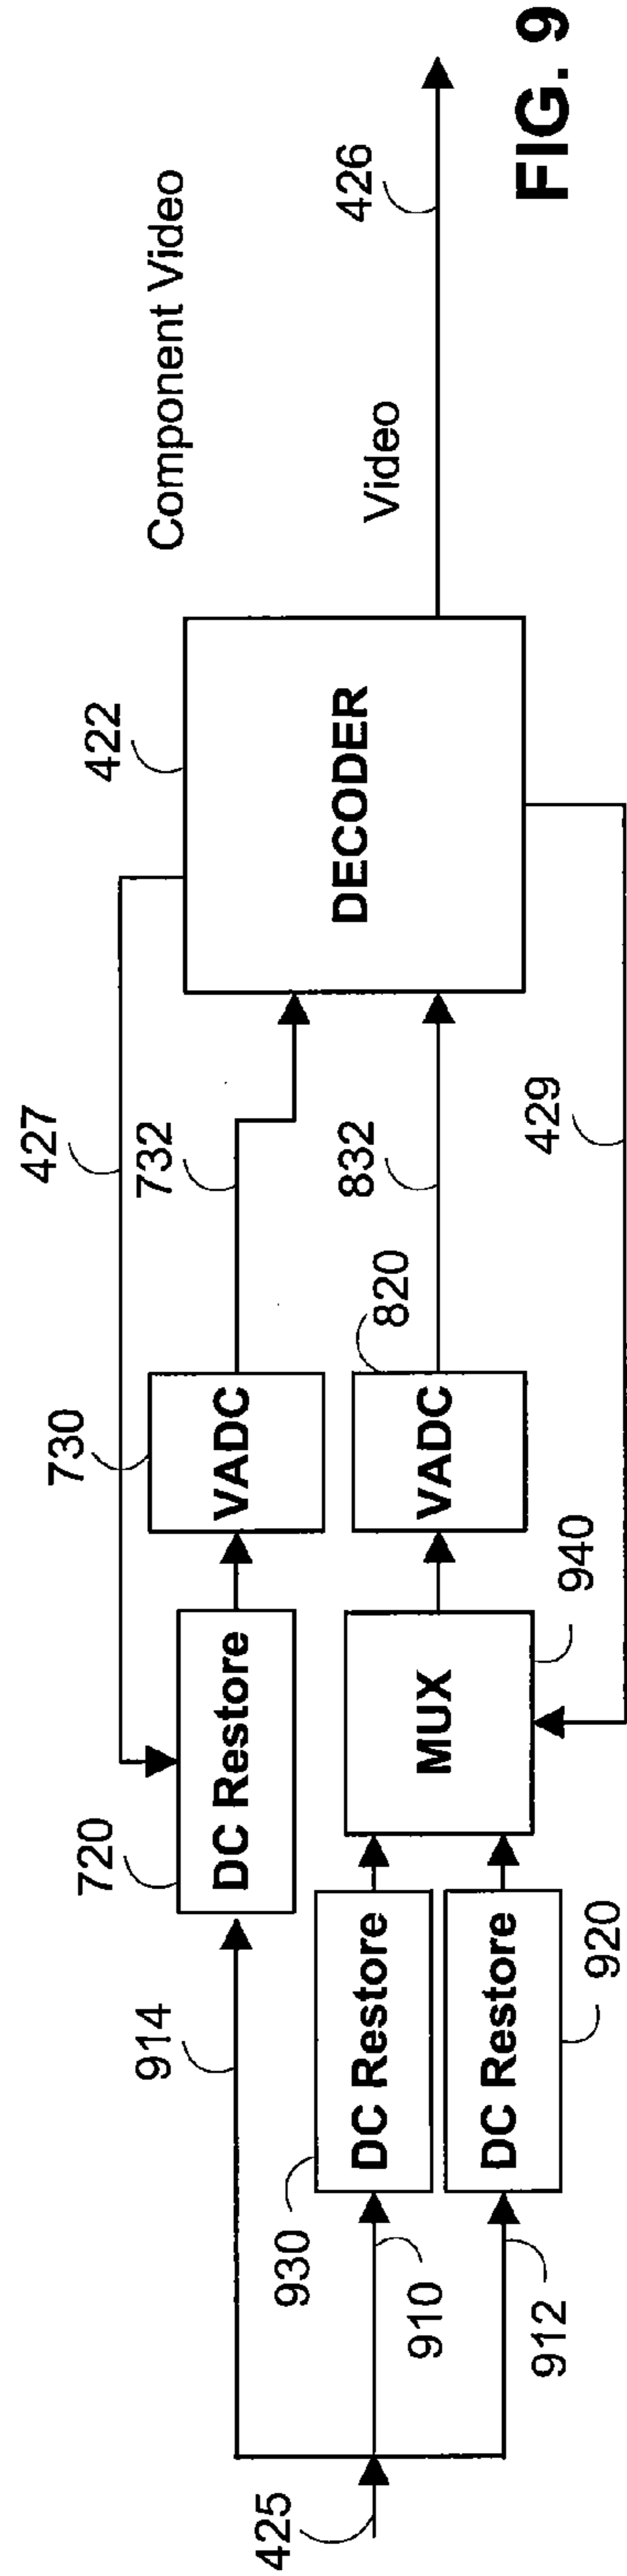 Component Video
422
427
426
732
Video
730
DECODER
VADC
832
720
820
914
DC Restore
VADC
429
930
DC Restore
MUX
940
425
910
DC Restore
920
912
FIG. 9